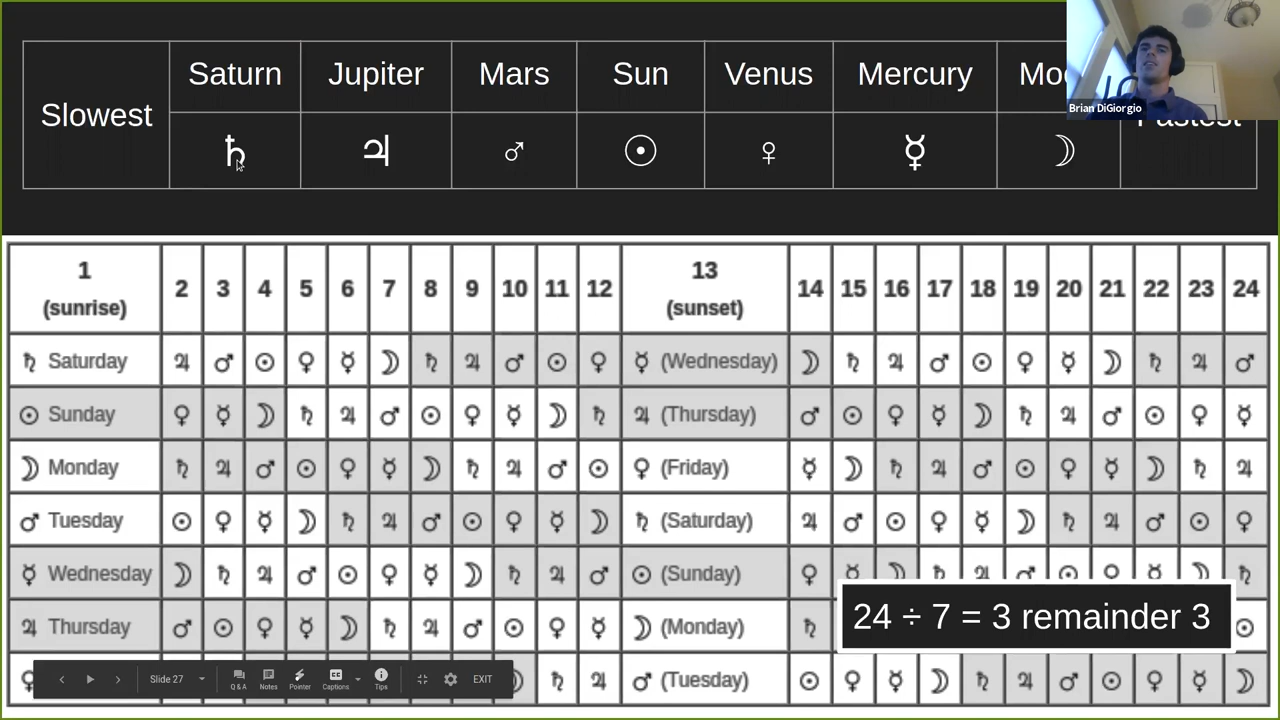 Slowest Saturn Jupiter Mars Sun Venus Mercury
♄ ♃ ♂ ☉ ♀ ☿ ☽
Brian DiGiorgio
1 (sunrise) 2 3 4 5 6 7 8 9 10 11 12 13 (sunset) 14 15 16 17 18 19 20 21 22 23 24
♄ Saturday ♃ ♂ ☉ ♀ ☿ ☽ ♄ ♃ ♂ ☉ ♀ ☿ (Wednesday) ☽ ♄ ♃ ♂ ☉ ♀ ☿ ☽ ♄ ♃ ♂
☉ Sunday ♀ ☿ ☽ ♄ ♃ ♂ ☉ ♀ ☿ ☽ ♄ ♃ (Thursday) ♂ ☉ ♀ ☿ ☽ ♄ ♃ ♂ ☉ ♀ ☿
☽ Monday ♄ ♃ ♂ ☉ ♀ ☿ ☽ ♄ ♃ ♂ ☉ ♀ (Friday) ☿ ☽ ♄ ♃ ♂ ☉ ♀ ☿ ☽ ♄ ♃
♂ Tuesday ☉ ♀ ☿ ☽ ♄ ♃ ♂ ☉ ♀ ☿ ☽ ♄ (Saturday) ♃ ♂ ☉ ♀ ☿ ☽ ♄ ♃ ♂ ☉ ♀
☿ Wednesday ☽ ♄ ♃ ♂ ☉ ♀ ☿ ☽ ♄ ♃ ♂ ☉ (Sunday) ♀ ☿ ☽ ♄ ♃ ♂ ☉ ♀ ☿ ☽ ♄
♃ Thursday ♂ ☉ ♀ ☿ ☽ ♄ ♃ ♂ ☉ ♀ ☿ ☽ (Monday) ♄ ☉
24 ÷ 7 = 3 remainder 3
♀ ☽ ♄ ♃ ♂ (Tuesday) ☉ ♀ ☿ ☽ ♄ ♃ ♂ ☉ ♀ ☿ ☽
Slide 27 Q & A Notes Pointer Captions Tips EXIT